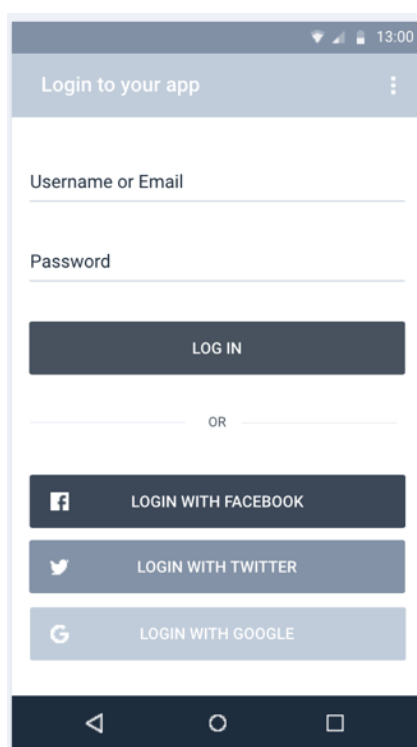 13:00
Login to your app
Username or Email
Password
LOG IN
OR
LOGIN WITH FACEBOOK
LOGIN WITH TWITTER
LOGIN WITH GOOGLE